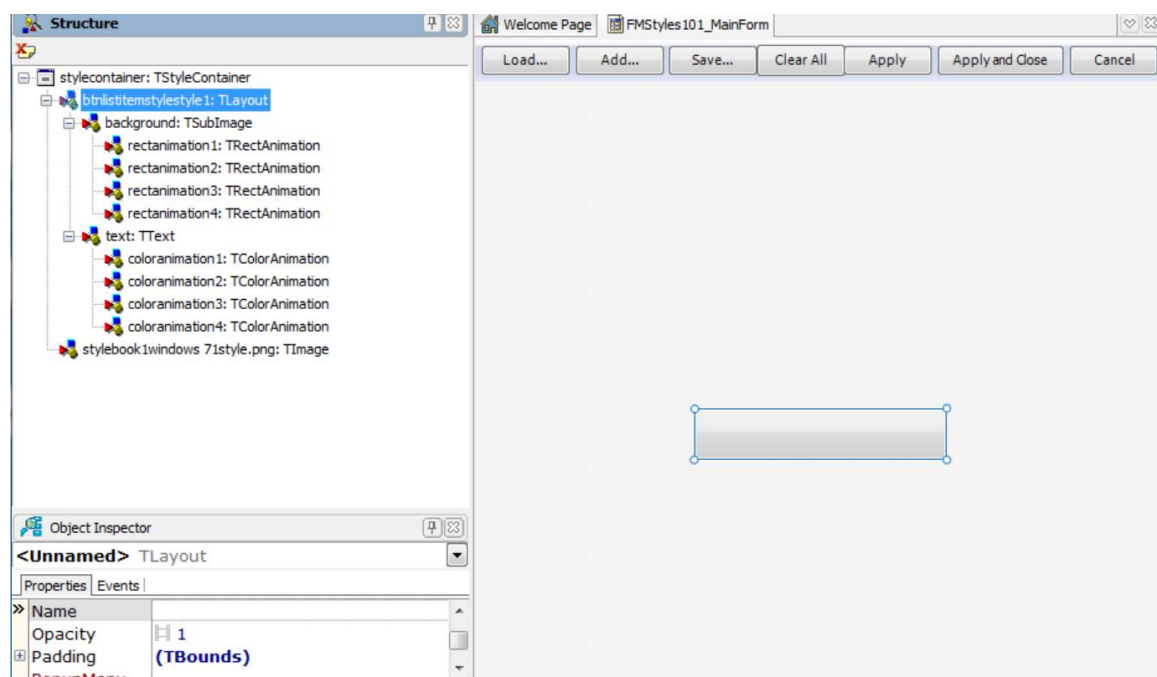 Structure
stylecontainer: TStyleContainer
btnlistitemstylestyle1: TLayout
background: TSubImage
rectanimation1: TRectAnimation
rectanimation2: TRectAnimation
rectanimation3: TRectAnimation
rectanimation4: TRectAnimation
text: TText
coloranimation1: TColorAnimation
coloranimation2: TColorAnimation
coloranimation3: TColorAnimation
coloranimation4: TColorAnimation
stylebook1windows 71style.png: TImage
Object Inspector
<Unnamed> TLayout
Properties Events
Name
Opacity 1
Padding (TBounds)
PopupMenu
Welcome Page FMStyles101_MainForm
Load... Add... Save... Clear All Apply Apply and Close Cancel